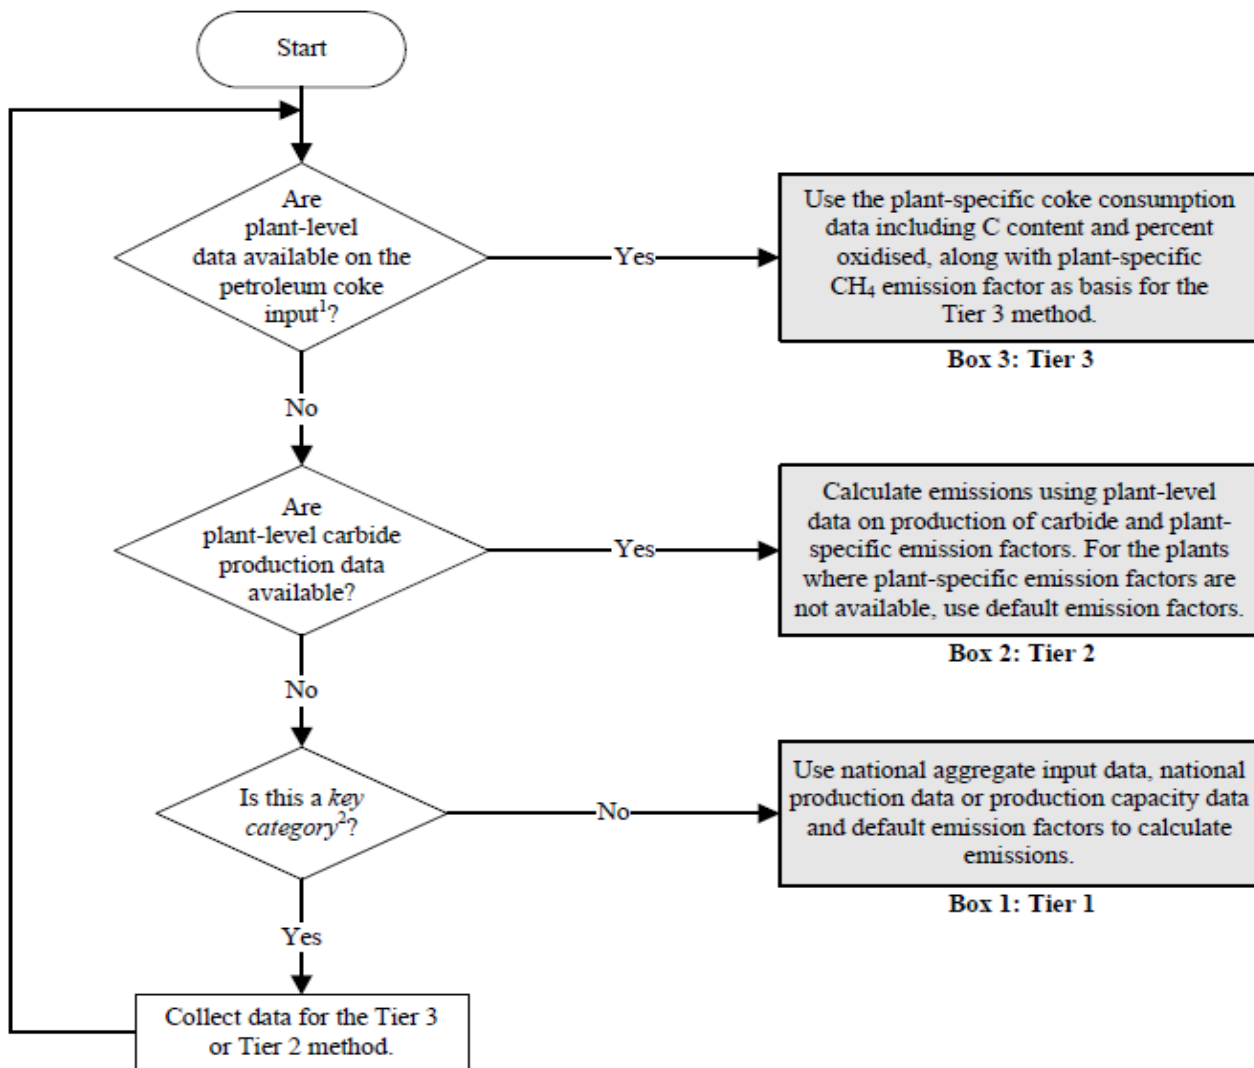 Start
Are
plant-level
data available on the
petroleum coke
input¹?
Yes
Use the plant-specific coke consumption
data including C content and percent
oxidised, along with plant-specific
CH₄ emission factor as basis for the
Tier 3 method.
Box 3: Tier 3
No
Are
plant-level carbide
production data
available?
Yes
Calculate emissions using plant-level
data on production of carbide and plant-
specific emission factors. For the plants
where plant-specific emission factors are
not available, use default emission factors.
Box 2: Tier 2
No
Is this a key
category²?
No
Use national aggregate input data, national
production data or production capacity data
and default emission factors to calculate
emissions.
Box 1: Tier 1
Yes
Collect data for the Tier 3
or Tier 2 method.